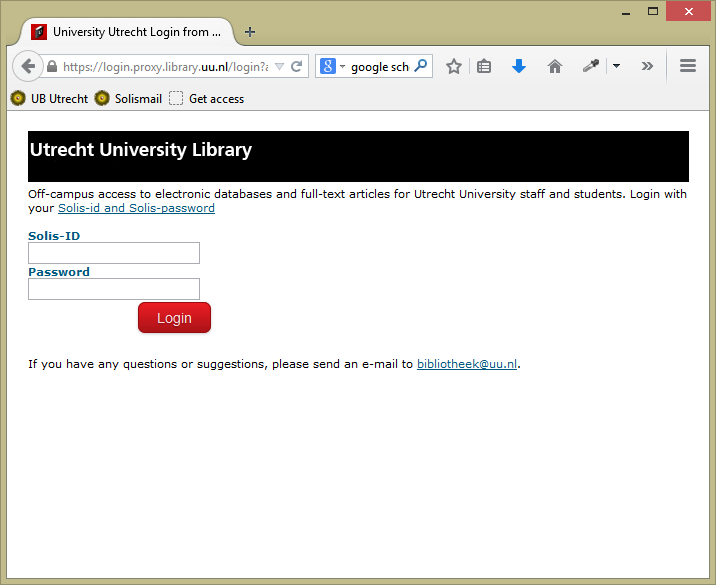 University Utrecht Login from ...
https://login.proxy.library.uu.nl/login?
google sch
UB Utrecht
Solismail
Get access
Utrecht University Library
Off-campus access to electronic databases and full-text articles for Utrecht University staff and students. Login with
your Solis-id and Solis-password
Solis-ID
Password
Login
If you have any questions or suggestions, please send an e-mail to bibliotheek@uu.nl.